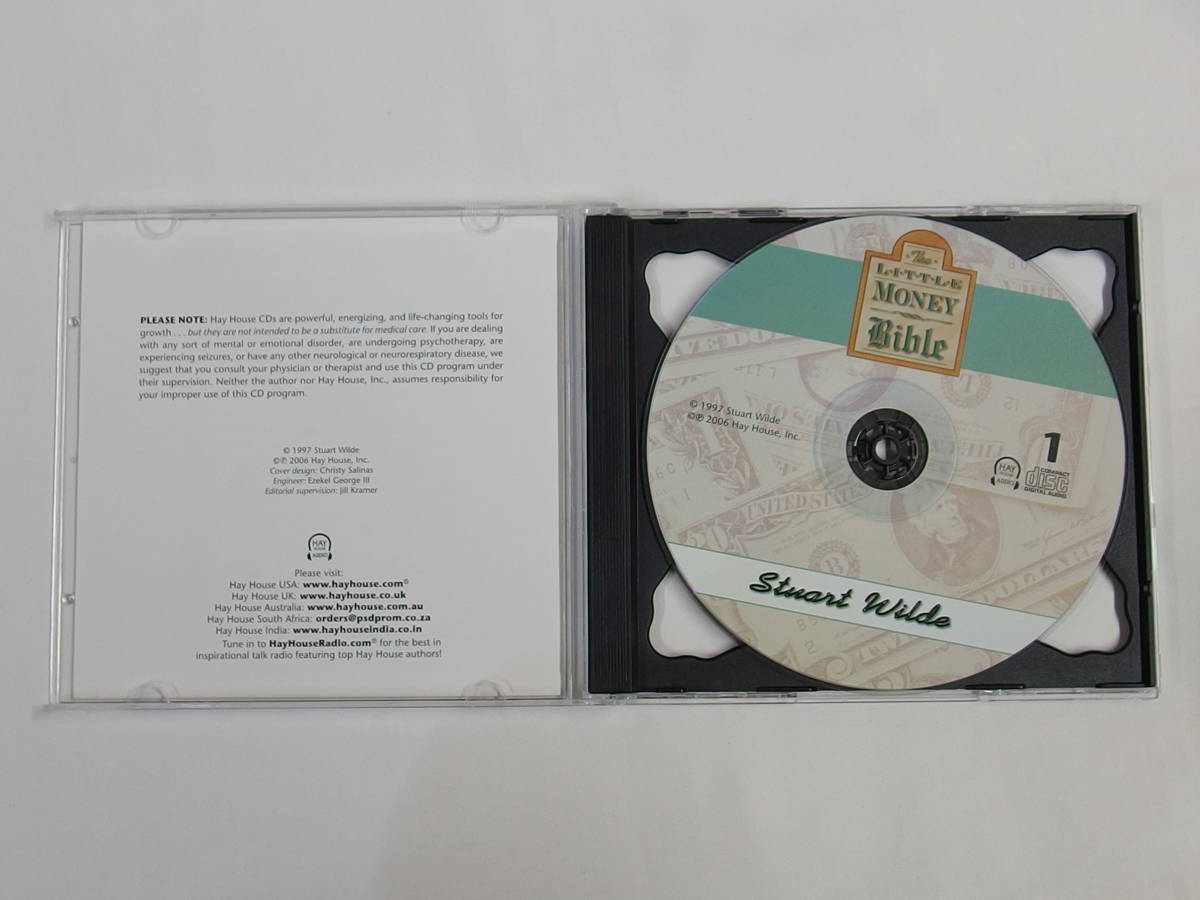 PLEASE NOTE: Hay House CDs are powerful, energizing, and life-changing tools for
growth . . . but they are not intended to be a substitute for medical care. If you are dealing
with any sort of mental or emotional disorder, are undergoing psychotherapy, are
experiencing seizures, or have any other neurological or neurorespiratory disease, we
suggest that you consult your physician or therapist and use this CD program under
their supervision. Neither the author nor Hay House, Inc., assumes responsibility for
your improper use of this CD program.
© 1997 Stuart Wilde
©℗ 2006 Hay House, Inc.
Cover design: Christy Salinas
Engineer: Ezekel George III
Editorial supervision: Jill Kramer
HAY
HOUSE
AUDIO
Please visit:
Hay House USA: www.hayhouse.com®
Hay House UK: www.hayhouse.co.uk
Hay House Australia: www.hayhouse.com.au
Hay House South Africa: orders@psdprom.co.za
Hay House India: www.hayhouseindia.co.in
Tune in to HayHouseRadio.com® for the best in
inspirational talk radio featuring top Hay House authors!
The
L·I·T·T·L·E
MONEY
Bible
© 1997 Stuart Wilde
©℗ 2006 Hay House, Inc.
1
HAY
HOUSE
AUDIO
COMPACT
disc
DIGITAL AUDIO
UNITED STATES
Stuart Wilde